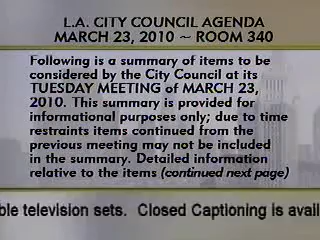 L.A. CITY COUNCIL AGENDA
MARCH 23, 2010 ~ ROOM 340
Following is a summary of items to be
considered by the City Council at its
TUESDAY MEETING of MARCH 23,
2010. This summary is provided for
informational purposes only; due to time
restraints items continued from the
previous meeting may not be included
in the summary. Detailed information
relative to the items (continued next page)
ble television sets. Closed Captioning is avail